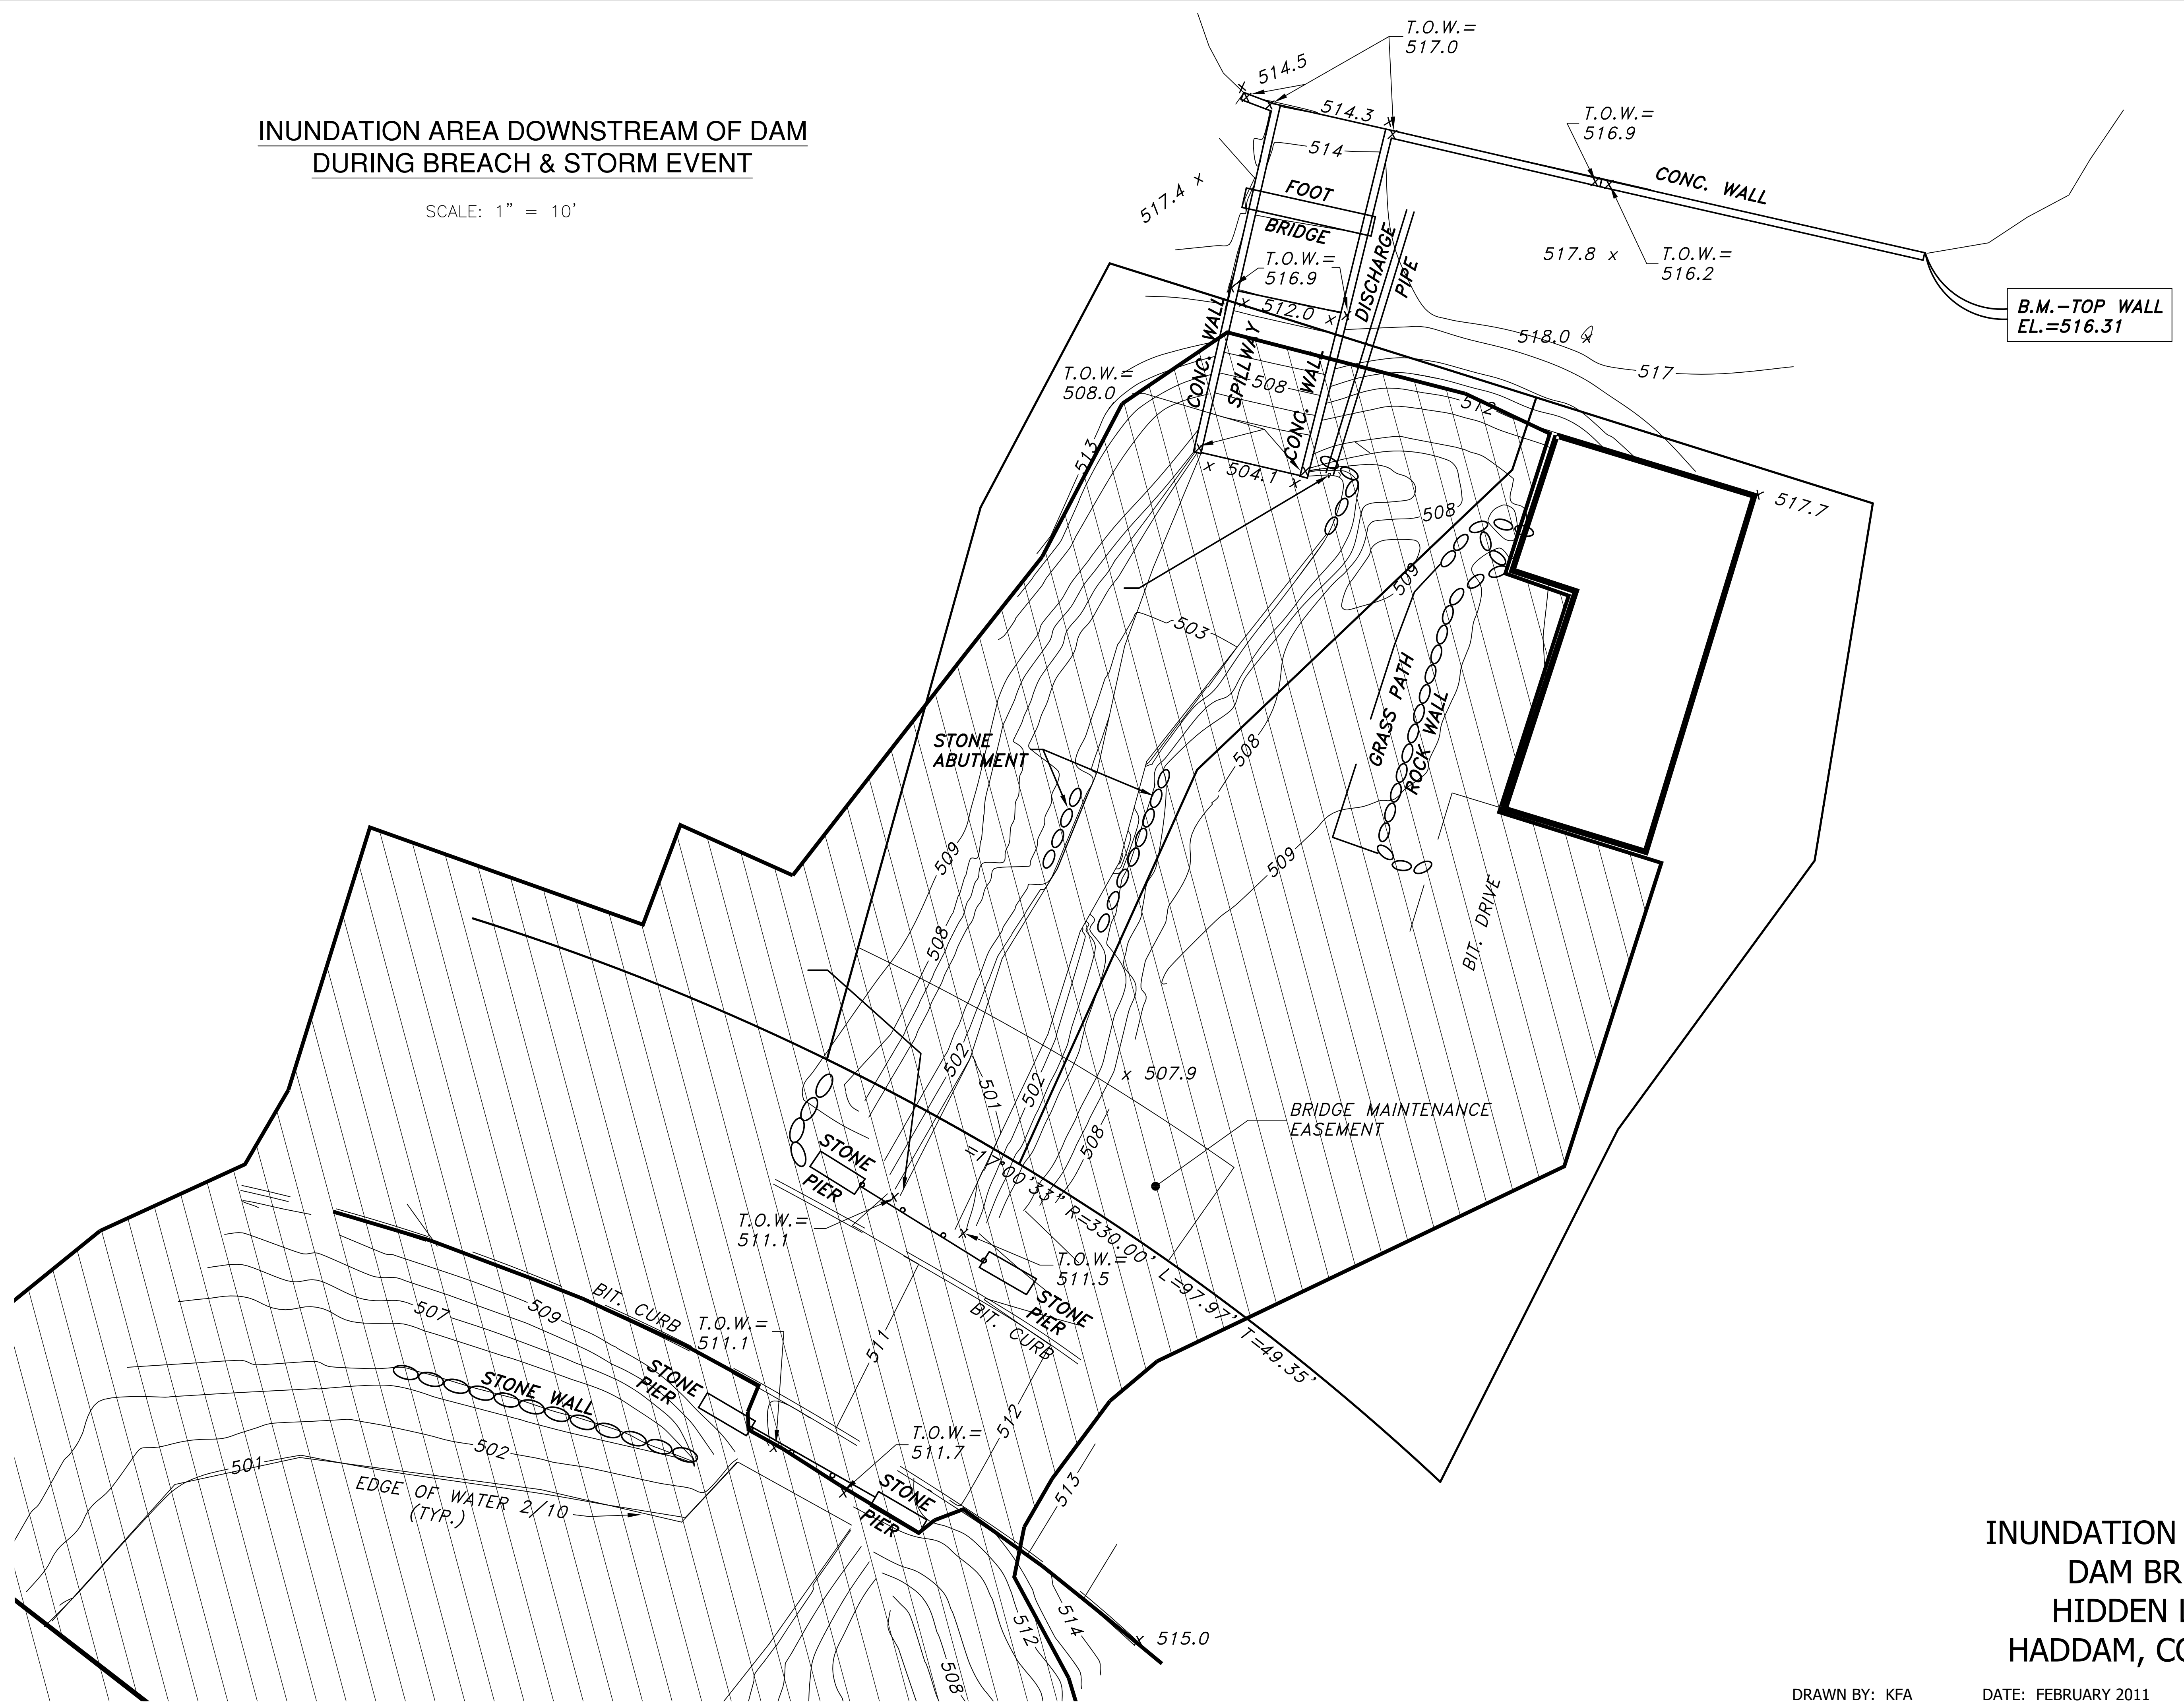 INUNDATION AREA DOWNSTREAM OF DAM
DURING BREACH & STORM EVENT
SCALE: 1" = 10'
T.O.W.=
517.0
514.5
514.3
514
T.O.W.=
516.9
CONC. WALL
517.4 x
FOOT
BRIDGE
T.O.W.=
516.9
DISCHARGE
PIPE
517.8 x
T.O.W.=
516.2
B.M.-TOP WALL
EL.=516.31
512.0
518.0
517
T.O.W.=
508.0
CONC. WALL
SPILLWAY
508
CONC. WALL
512
513
x 504.1
x 517.7
508
509
503
GRASS PATH
ROCK WALL
STONE
ABUTMENT
508
509
509
508
BIT. DRIVE
502
501
502
x 507.9
BRIDGE MAINTENANCE
EASEMENT
508
STONE
PIER
=17°00'33" R=330.00' L=97.97' T=49.35'
T.O.W.=
511.1
T.O.W.=
511.5
STONE
PIER
BIT. CURB
BIT. CURB
507
509
T.O.W.=
511.1
511
STONE
PIER
STONE WALL
512
T.O.W.=
511.7
502
501
EDGE OF WATER 2/10
(TYP.)
STONE
PIER
513
512
514
x 515.0
508
INUNDATION
DAM BR
HIDDEN L
HADDAM, CO
DRAWN BY: KFA
DATE: FEBRUARY 2011